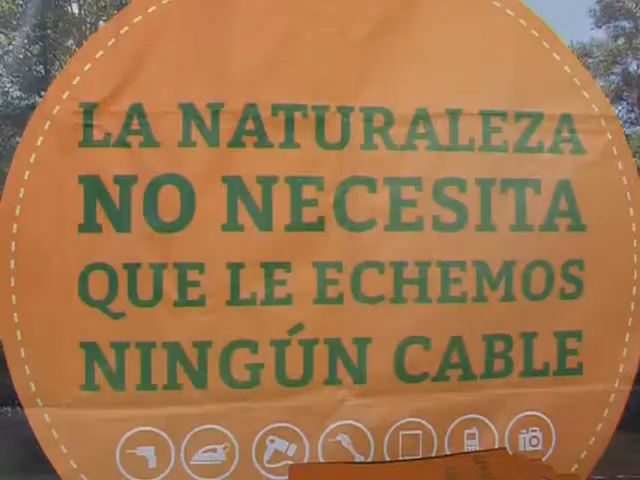 LA NATURALEZA
NO NECESITA
QUE LE ECHEMOS
NINGÚN CABLE